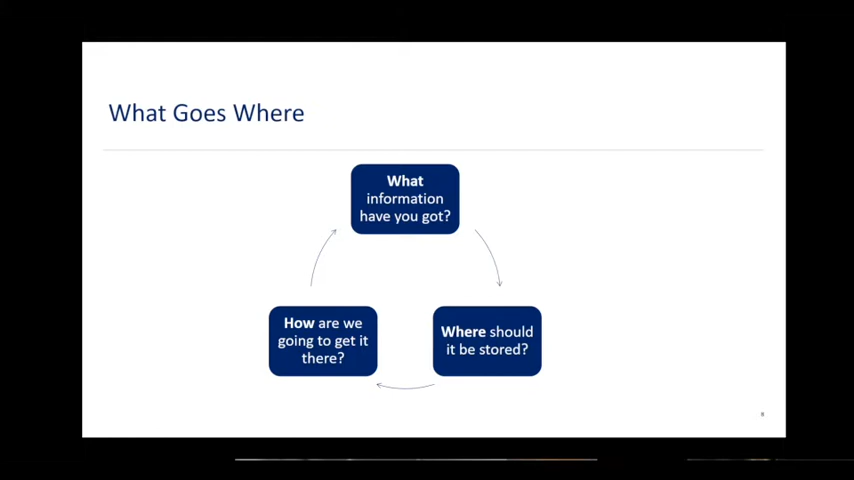 What Goes Where
What
information
have you got?
Where should
it be stored?
How are we
going to get it
there?
8